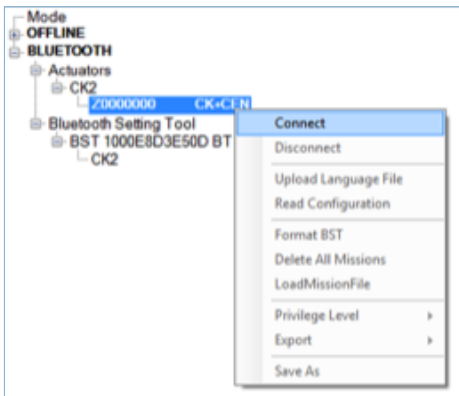 Mode
OFFLINE
BLUETOOTH
Actuators
CK2
Z0000000 CK+CEN
Bluetooth Setting Tool
BST 1000E8D3E50D BT
CK2
Connect
Disconnect
Upload Language File
Read Configuration
Format BST
Delete All Missions
LoadMissionFile
Privilege Level
Export
Save As